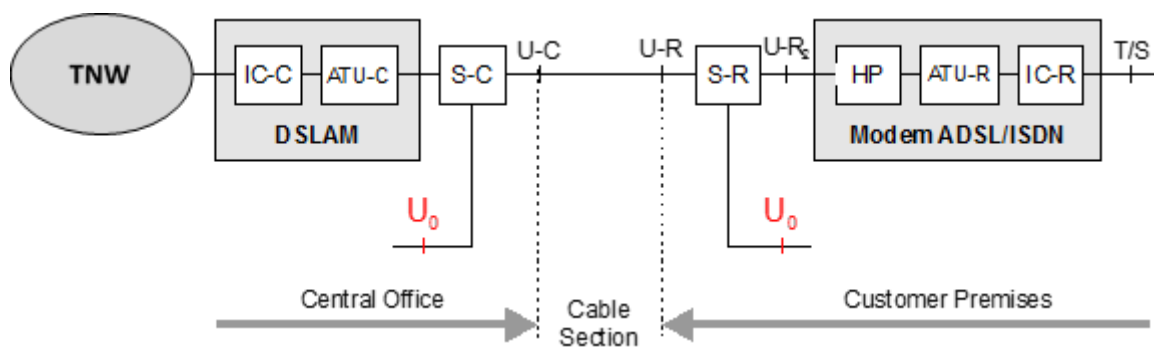 U-C
U-R
U-R2
T/S
TNW
IC-C
ATU-C
S-C
S-R
HP
ATU-R
IC-R
DSLAM
Modem ADSL/ISDN
U0
U0
Central Office
Cable
Section
Customer Premises